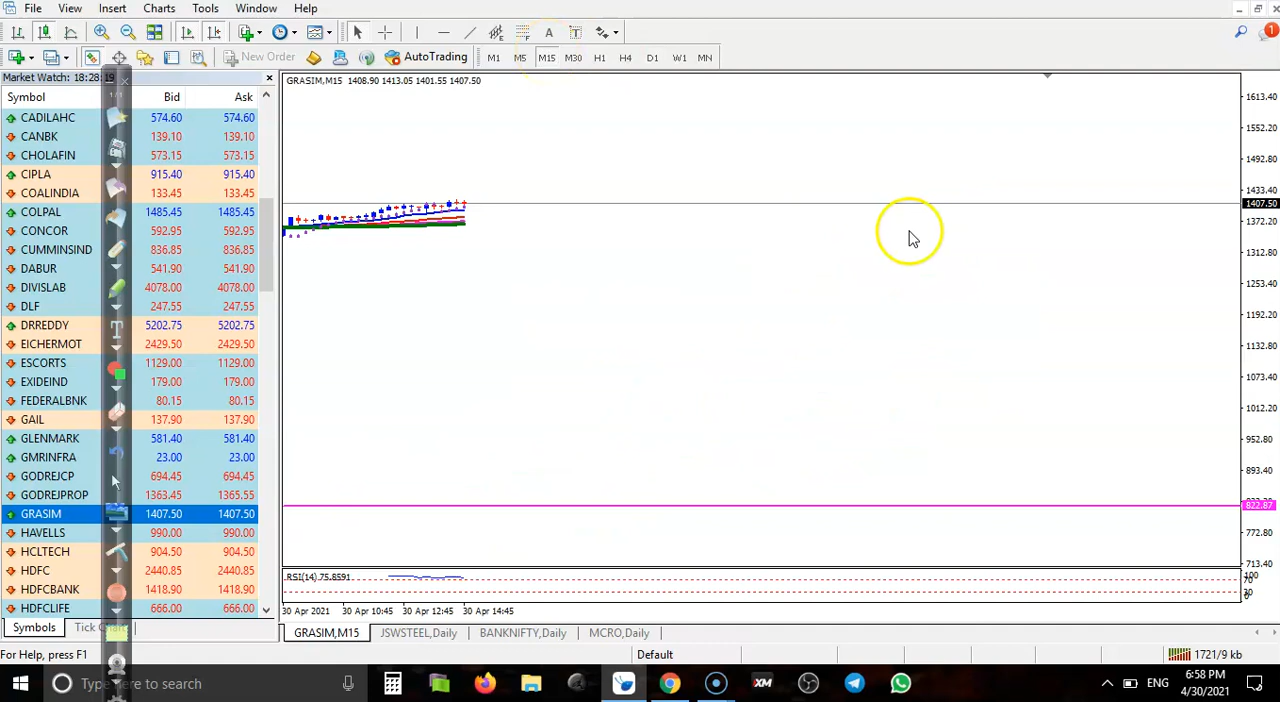 File View Insert Charts Tools Window Help
New Order AutoTrading M1 M5 M15 M30 H1 H4 D1 W1 MN
1
Market Watch: 18:28:19
GRASIM,M15 1408.90 1413.05 1401.55 1407.50
Symbol Bid Ask
CADILAHC 574.60 574.60
CANBK 139.10 139.10
CHOLAFIN 573.15 573.15
CIPLA 915.40 915.40
COALINDIA 133.45 133.45
COLPAL 1485.45 1485.45
CONCOR 592.95 592.95
CUMMINSIND 836.85 836.85
DABUR 541.90 541.90
DIVISLAB 4078.00 4078.00
DLF 247.55 247.55
DRREDDY 5202.75 5202.75
EICHERMOT 2429.50 2429.50
ESCORTS 1129.00 1129.00
EXIDEIND 179.00 179.00
FEDERALBNK 80.15 80.15
GAIL 137.90 137.90
GLENMARK 581.40 581.40
GMRINFRA 23.00 23.00
GODREJCP 694.45 694.45
GODREJPROP 1363.45 1365.55
GRASIM 1407.50 1407.50
HAVELLS 990.00 990.00
HCLTECH 904.50 904.50
HDFC 2440.85 2440.85
HDFCBANK 1418.90 1418.90
HDFCLIFE 666.00 666.00
Symbols
1613.40
1552.20
1492.80
1433.40
1407.50
1372.20
1312.80
1253.40
1192.20
1132.80
1073.40
1012.20
952.80
893.40
822.87
772.80
713.40
RSI(14) 75.8591
100
70
30
0
30 Apr 2021 30 Apr 10:45 30 Apr 12:45 30 Apr 14:45
GRASIM,M15 JSWSTEEL,Daily BANKNIFTY,Daily MCRO,Daily
For Help, press F1 Default 1721/9 kb
Type here to search
XM
ENG
6:58 PM
4/30/2021